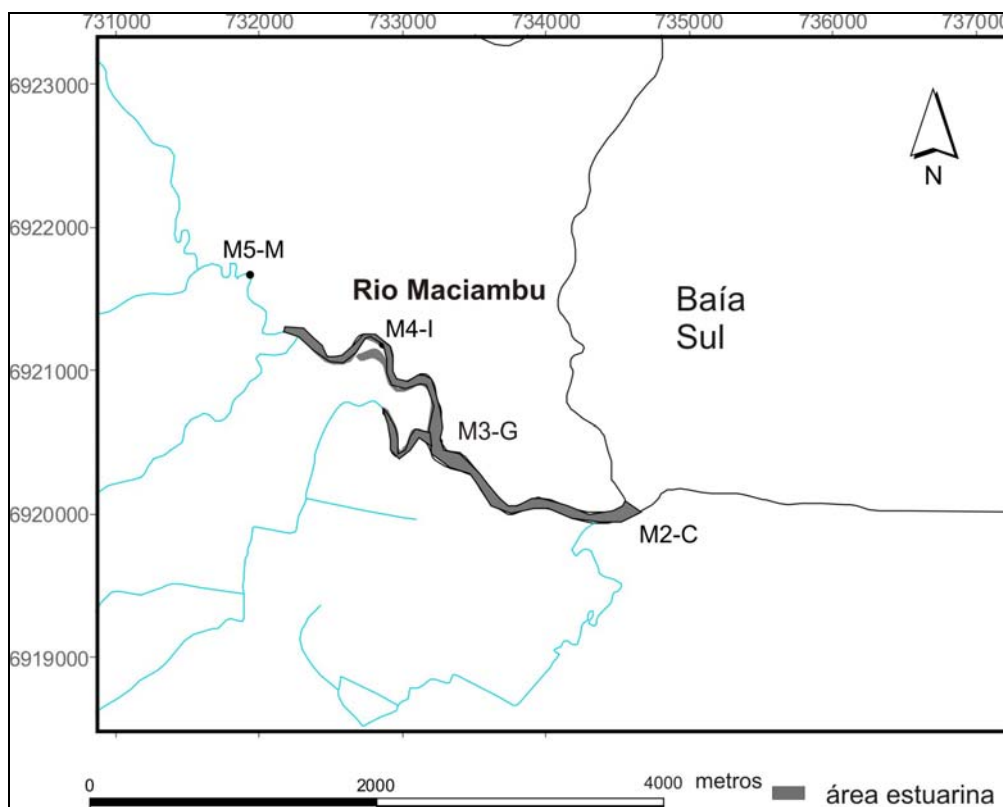 731000 732000 733000 734000 735000 736000 737000
6923000
N
6922000
M5-M
Rio Maciambu
Baía
Sul
M4-I
6921000
M3-G
6920000
M2-C
6919000
0 2000 4000 metros
área estuarina